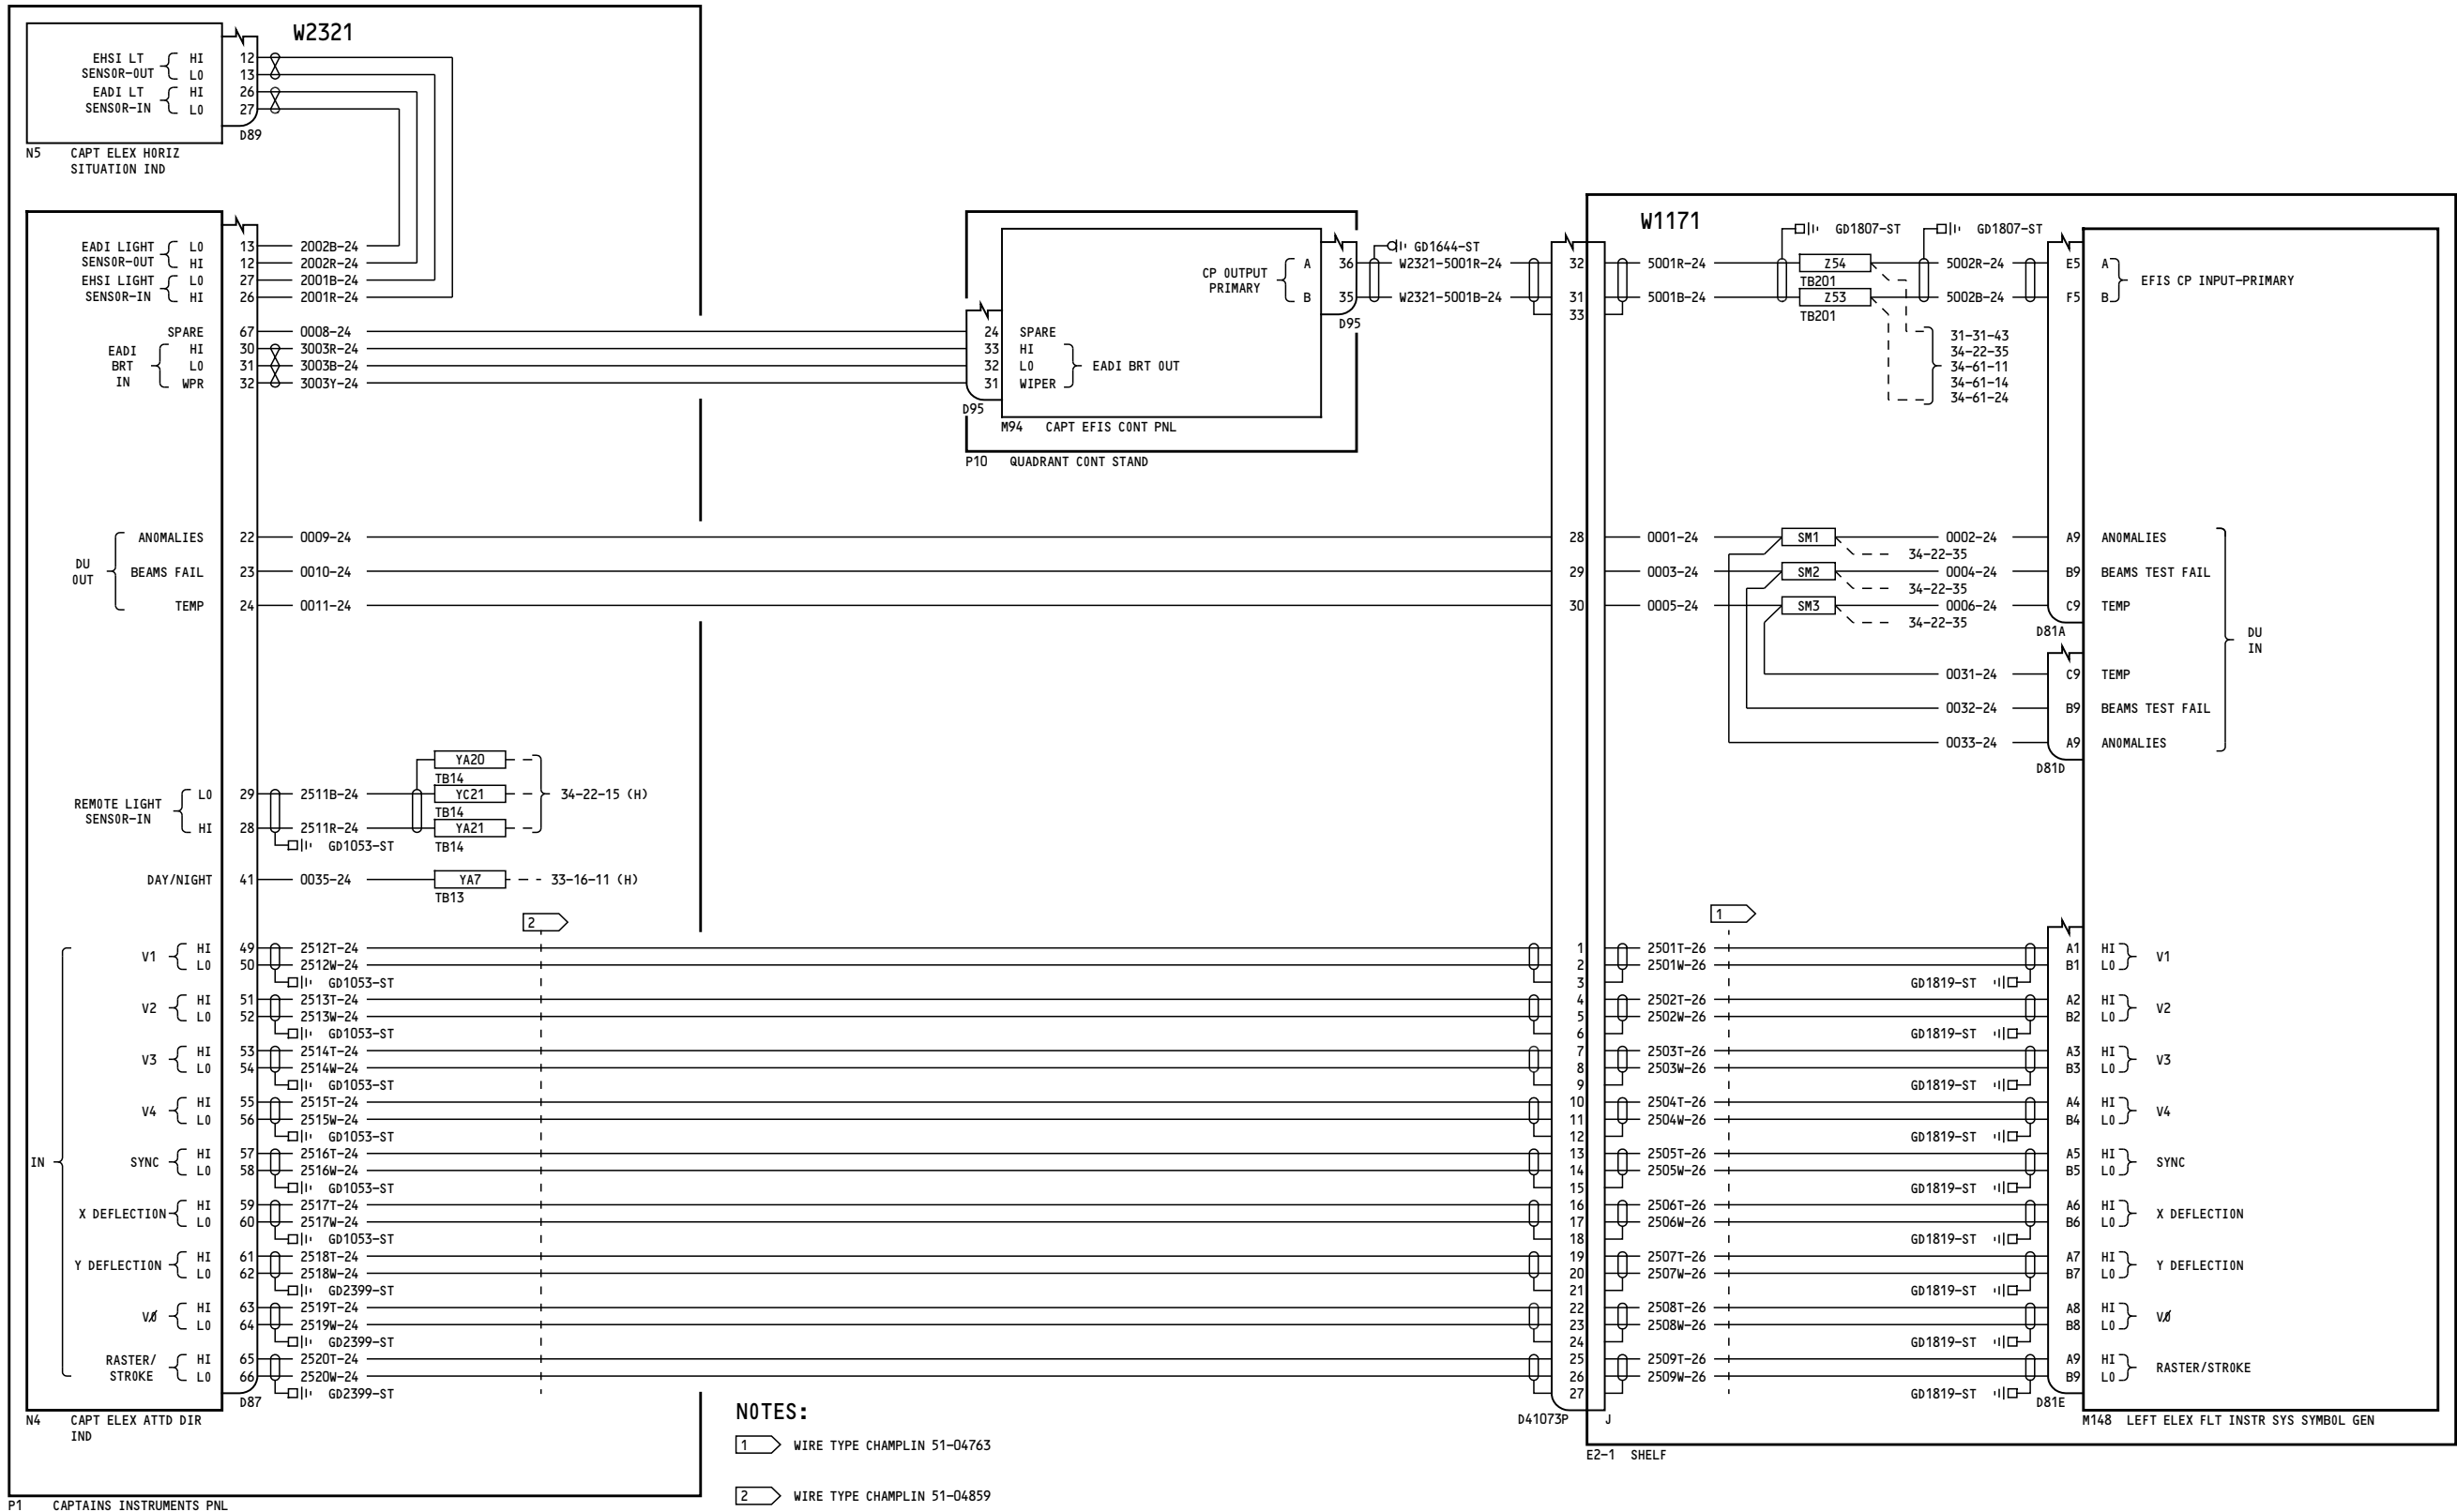 W2321
EHSI LT SENSOR-OUT HI 12
LO 13
EADI LT SENSOR-IN HI 26
LO 27
D89
N5 CAPT ELEX HORIZ
SITUATION IND
EADI LIGHT SENSOR-OUT LO 13 2002B-24
HI 12 2002R-24
EHSI LIGHT SENSOR-IN LO 27 2001B-24
HI 26 2001R-24
SPARE 67 0008-24
EADI BRT IN HI 30 3003R-24
LO 31 3003B-24
WPR 32 3003Y-24
24 SPARE
33 HI
32 LO
31 WIPER
EADI BRT OUT
D95
CP OUTPUT PRIMARY
A 36
B 35
D95
M94 CAPT EFIS CONT PNL
P10 QUADRANT CONT STAND
GD1644-ST
W2321-5001R-24 32
W2321-5001B-24 31
33
W1171
GD1807-ST GD1807-ST
5001R-24 Z54 TB201 5002R-24 E5 A
5001B-24 Z53 TB201 5002B-24 F5 B
EFIS CP INPUT-PRIMARY
31-31-43
34-22-35
34-61-11
34-61-14
34-61-24
DU OUT
ANOMALIES 22 0009-24 28 0001-24 SM1 0002-24 A9 ANOMALIES
34-22-35
BEAMS FAIL 23 0010-24 29 0003-24 SM2 0004-24 B9 BEAMS TEST FAIL
34-22-35
TEMP 24 0011-24 30 0005-24 SM3 0006-24 C9 TEMP
34-22-35
D81A
DU IN
0031-24 C9 TEMP
0032-24 B9 BEAMS TEST FAIL
0033-24 A9 ANOMALIES
D81D
YA20
TB14
REMOTE LIGHT SENSOR-IN
LO 29 2511B-24 YC21 34-22-15 (H)
TB14
HI 28 2511R-24 YA21
GD1053-ST TB14
DAY/NIGHT 41 0035-24 YA7 33-16-11 (H)
TB13
2 1
IN
V1 HI 49 2512T-24 1 2501T-26 A1 HI V1
LO 50 2512W-24 2 2501W-26 B1 LO
GD1053-ST 3 GD1819-ST
V2 HI 51 2513T-24 4 2502T-26 A2 HI V2
LO 52 2513W-24 5 2502W-26 B2 LO
GD1053-ST 6 GD1819-ST
V3 HI 53 2514T-24 7 2503T-26 A3 HI V3
LO 54 2514W-24 8 2503W-26 B3 LO
GD1053-ST 9 GD1819-ST
V4 HI 55 2515T-24 10 2504T-26 A4 HI V4
LO 56 2515W-24 11 2504W-26 B4 LO
GD1053-ST 12 GD1819-ST
SYNC HI 57 2516T-24 13 2505T-26 A5 HI SYNC
LO 58 2516W-24 14 2505W-26 B5 LO
GD1053-ST 15 GD1819-ST
X DEFLECTION HI 59 2517T-24 16 2506T-26 A6 HI X DEFLECTION
LO 60 2517W-24 17 2506W-26 B6 LO
GD1053-ST 18 GD1819-ST
Y DEFLECTION HI 61 2518T-24 19 2507T-26 A7 HI Y DEFLECTION
LO 62 2518W-24 20 2507W-26 B7 LO
GD2399-ST 21 GD1819-ST
VØ HI 63 2519T-24 22 2508T-26 A8 HI VØ
LO 64 2519W-24 23 2508W-26 B8 LO
GD2399-ST 24 GD1819-ST
RASTER/STROKE HI 65 2520T-24 25 2509T-26 A9 HI RASTER/STROKE
LO 66 2520W-24 26 2509W-26 B9 LO
GD2399-ST 27 GD1819-ST
D87 D81E
N4 CAPT ELEX ATTD DIR
IND
D41073P J
M148 LEFT ELEX FLT INSTR SYS SYMBOL GEN
E2-1 SHELF
NOTES:
1 WIRE TYPE CHAMPLIN 51-04763
2 WIRE TYPE CHAMPLIN 51-04859
P1 CAPTAINS INSTRUMENTS PNL